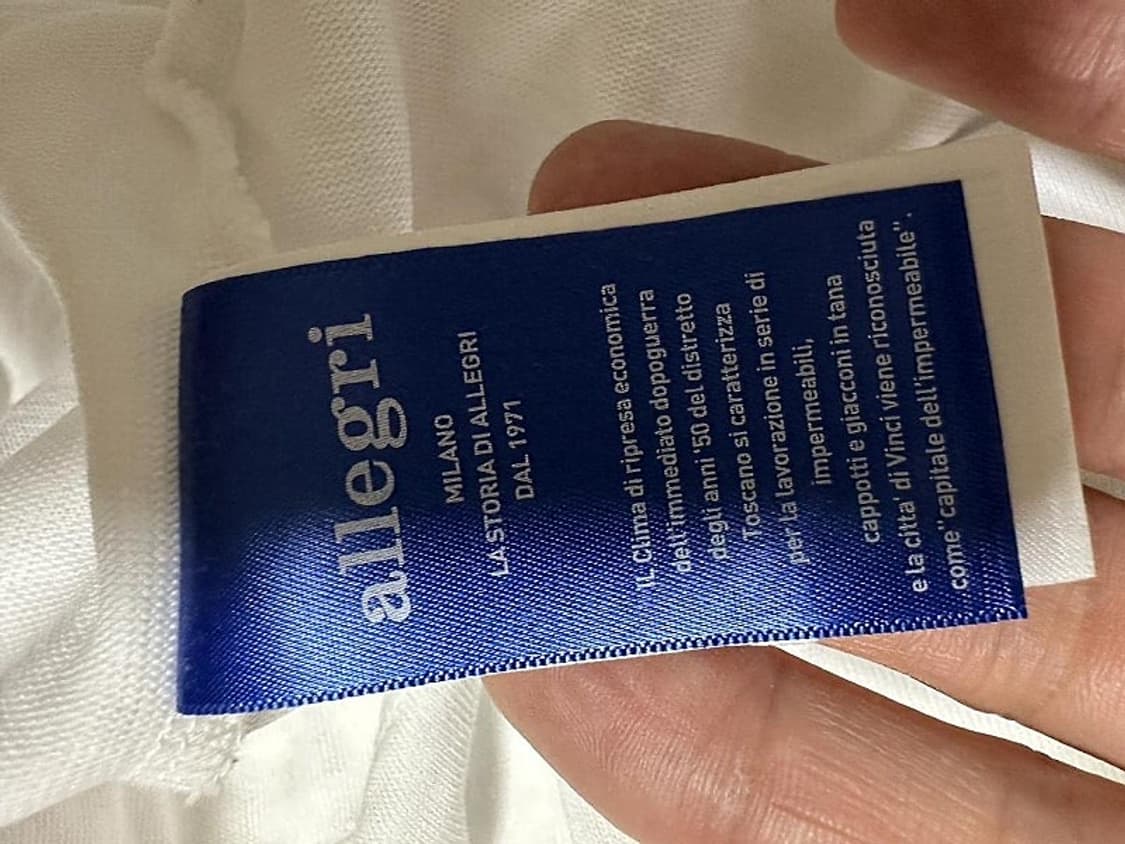 allegri
MILANO
LA STORIA DI ALLEGRI
DAL 1971
IL Clima di ripresa economica
dell'immediato dopoguerra
degli anni '50 del distretto
Toscano si caratterizza
per la lavorazione in serie di
impermeabili,
cappotti e giacconi in tana
e la citta' di Vinci viene riconosciuta
come "capitale dell'impermeabile".